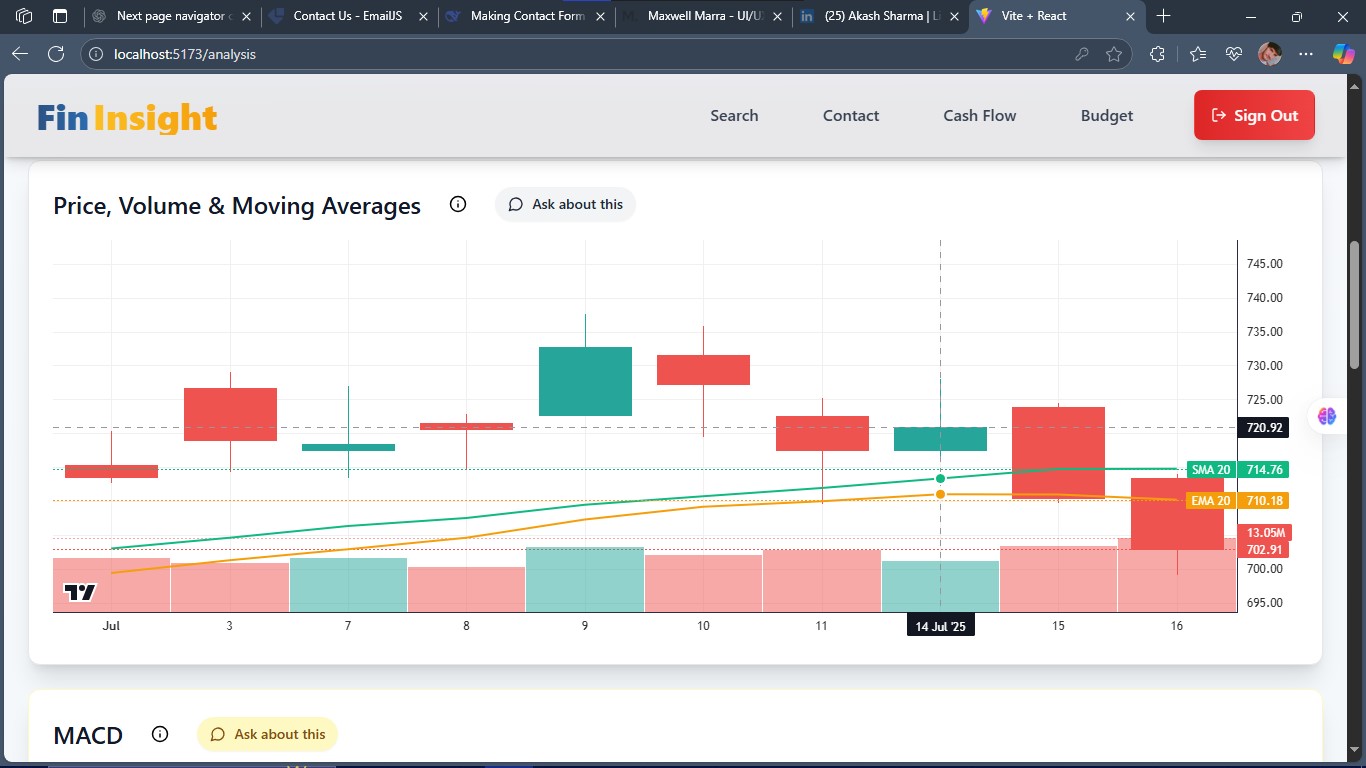 Next page navigator
Contact Us - EmailJS
Making Contact Form
Maxwell Marra - UI/UX
(25) Akash Sharma | Li
Vite + React
localhost:5173/analysis
Fin Insight
Search
Contact
Cash Flow
Budget
Sign Out
Price, Volume & Moving Averages
Ask about this
745.00
740.00
735.00
730.00
725.00
720.92
SMA 20 714.76
EMA 20 710.18
13.05M
702.91
700.00
695.00
Jul 3 7 8 9 10 11 14 Jul '25 15 16
MACD
Ask about this